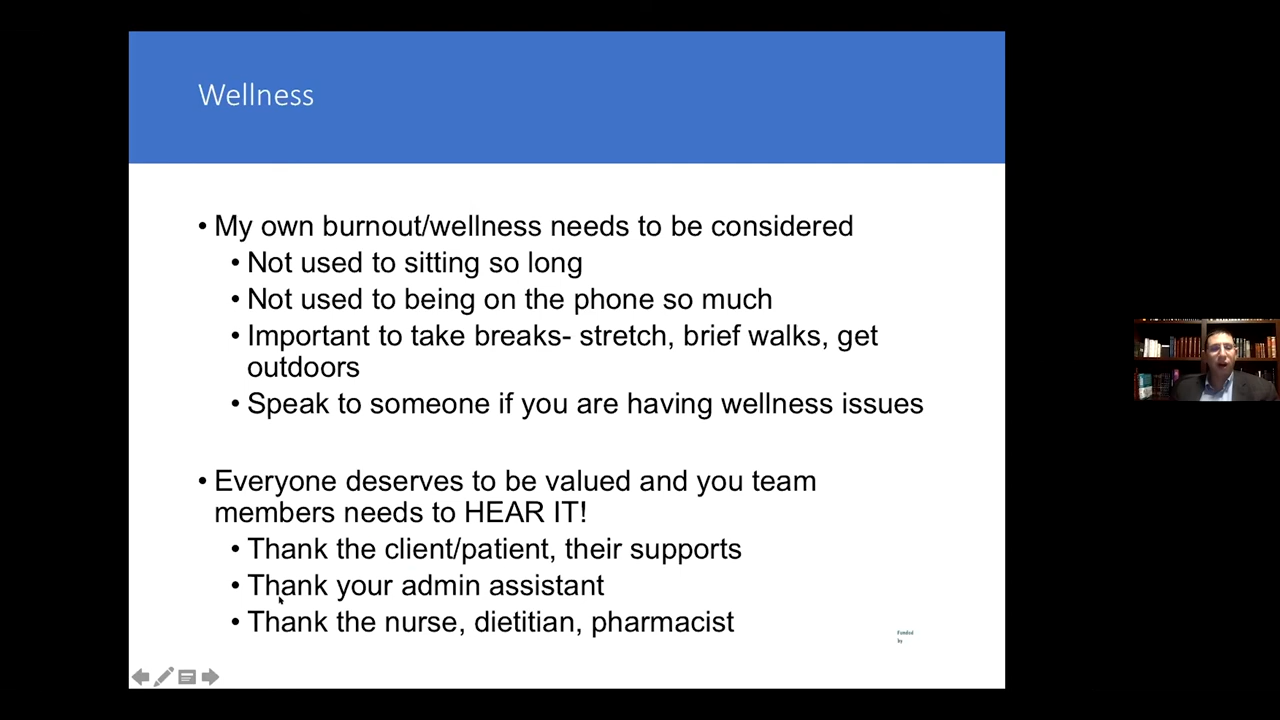 Wellness
• My own burnout/wellness needs to be considered
• Not used to sitting so long
• Not used to being on the phone so much
• Important to take breaks- stretch, brief walks, get
outdoors
• Speak to someone if you are having wellness issues
• Everyone deserves to be valued and you team
members needs to HEAR IT!
• Thank the client/patient, their supports
• Thank your admin assistant
• Thank the nurse, dietitian, pharmacist
Funded
by